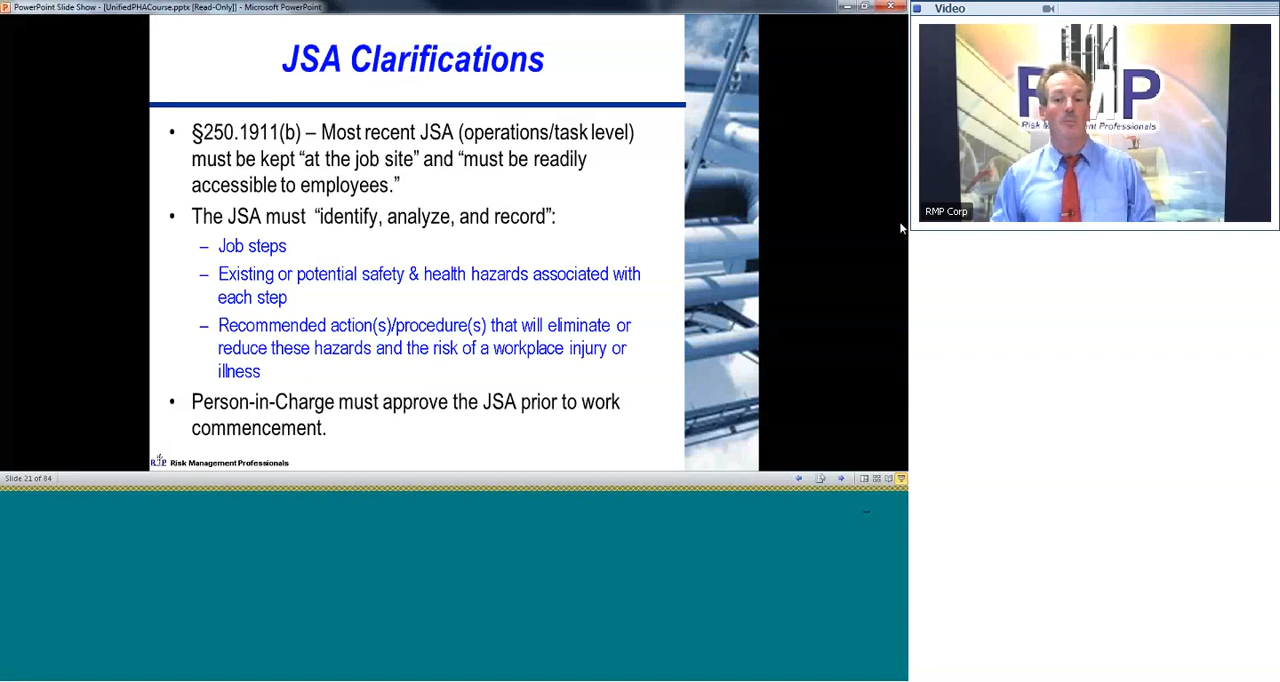 PowerPoint Slide Show - [UnifiedPHACourse.pptx [Read-Only]] - Microsoft PowerPoint
Video
JSA Clarifications
• §250.1911(b) – Most recent JSA (operations/task level)
must be kept “at the job site” and “must be readily
accessible to employees.”
• The JSA must “identify, analyze, and record”:
– Job steps
– Existing or potential safety & health hazards associated with
each step
– Recommended action(s)/procedure(s) that will eliminate or
reduce these hazards and the risk of a workplace injury or
illness
• Person-in-Charge must approve the JSA prior to work
commencement.
Risk Management Professionals
Slide 21 of 84
RMP
Risk Management Professionals
RMP Corp